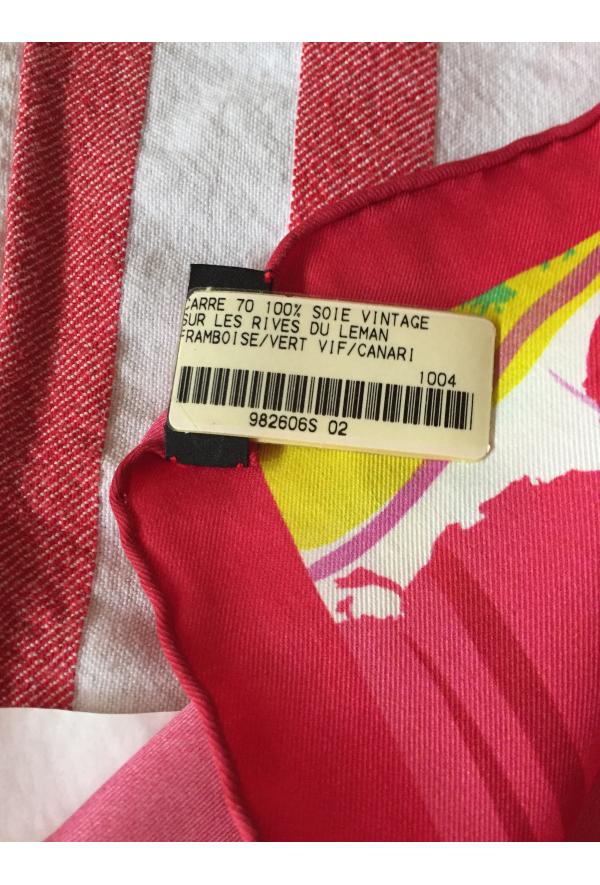 CARRE 70 100% SOIE VINTAGE
SUR LES RIVES DU LEMAN
FRAMBOISE/VERT VIF/CANARI
1004
982606S 02